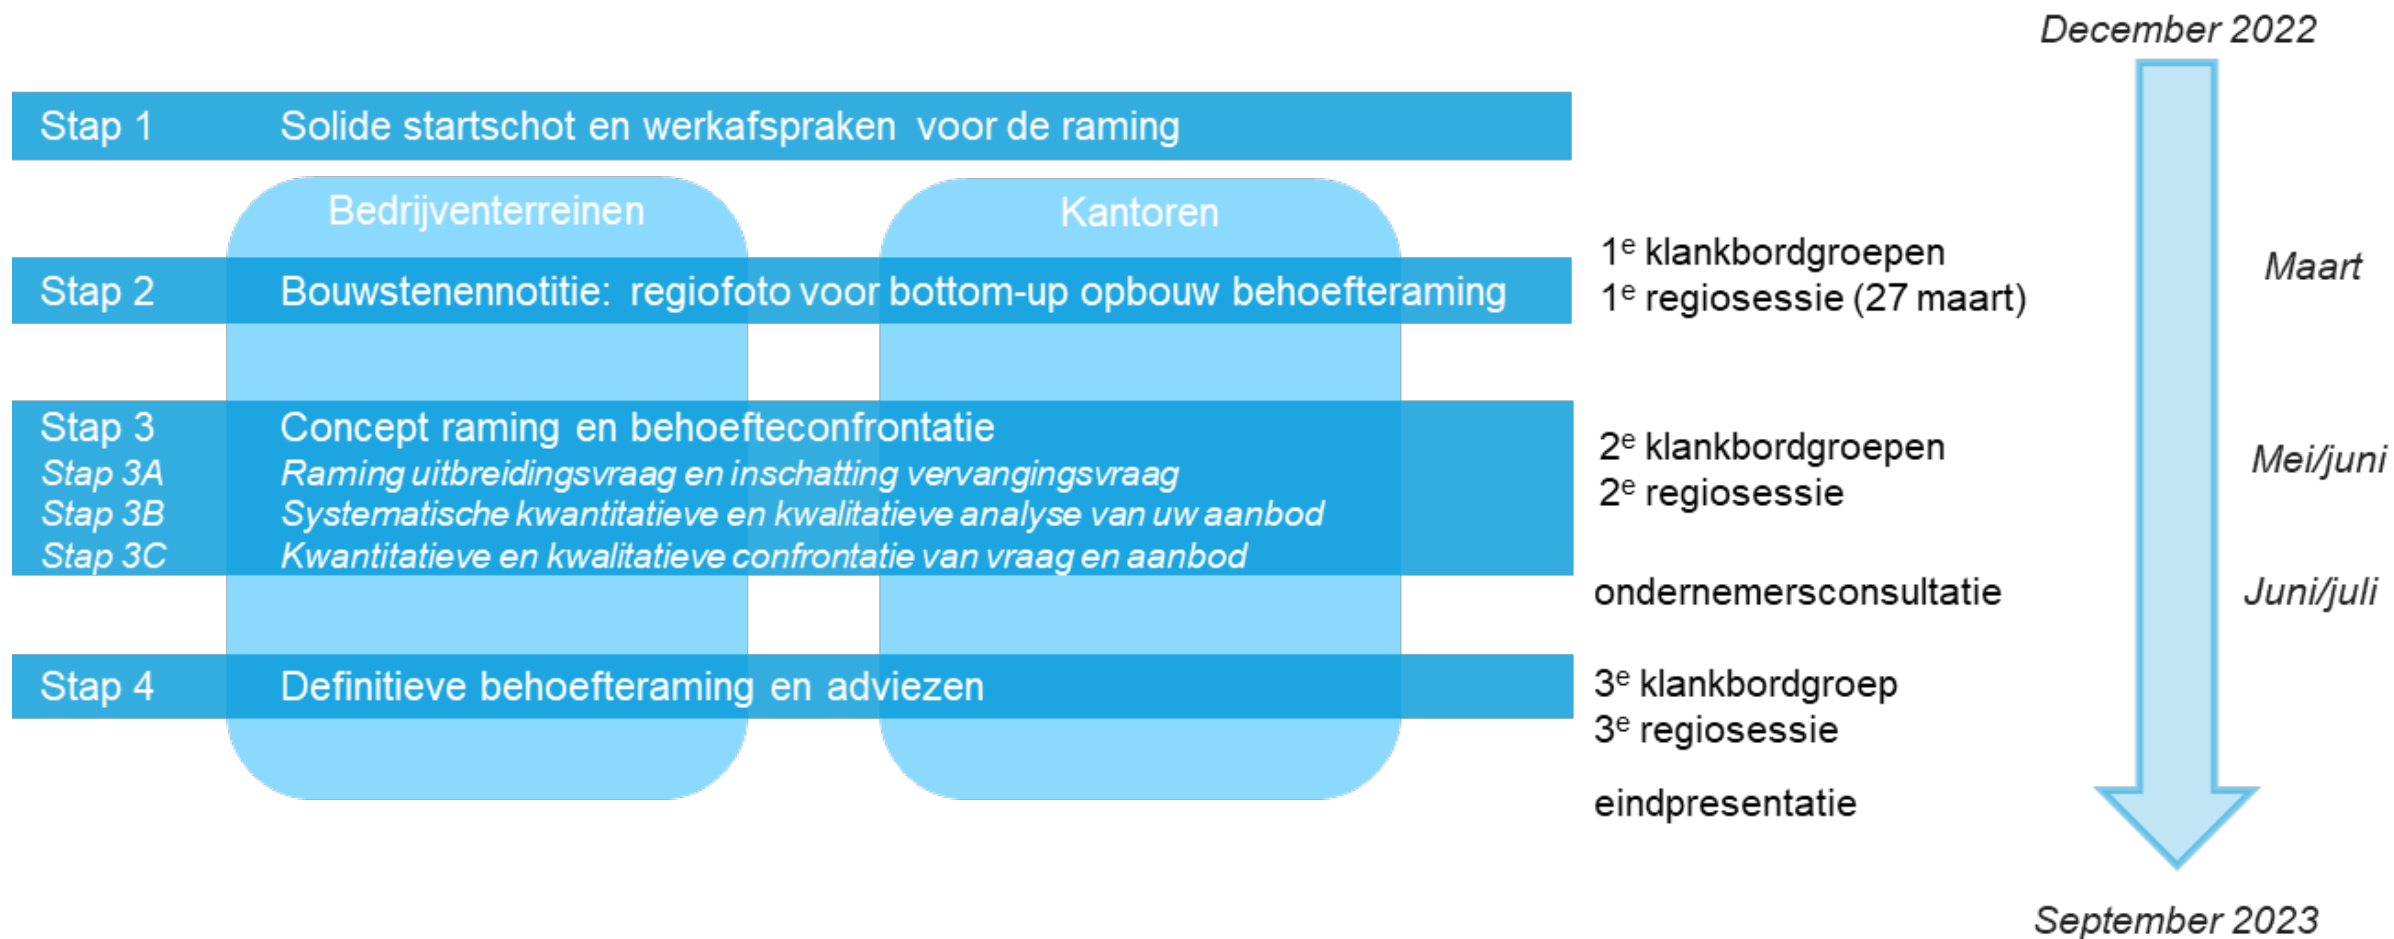 December 2022
Stap 1 Solide startschot en werkafspraken voor de raming
Bedrijventerreinen
Kantoren
Stap 2 Bouwstenennotitie: regiofoto voor bottom-up opbouw behoefteraming
1e klankbordgroepen
1e regiosessie (27 maart)
Maart
Stap 3 Concept raming en behoefteconfrontatie
Stap 3A Raming uitbreidingsvraag en inschatting vervangingsvraag
Stap 3B Systematische kwantitatieve en kwalitatieve analyse van uw aanbod
Stap 3C Kwantitatieve en kwalitatieve confrontatie van vraag en aanbod
2e klankbordgroepen
2e regiosessie
Mei/juni
ondernemersconsultatie
Juni/juli
Stap 4 Definitieve behoefteraming en adviezen
3e klankbordgroep
3e regiosessie
eindpresentatie
September 2023